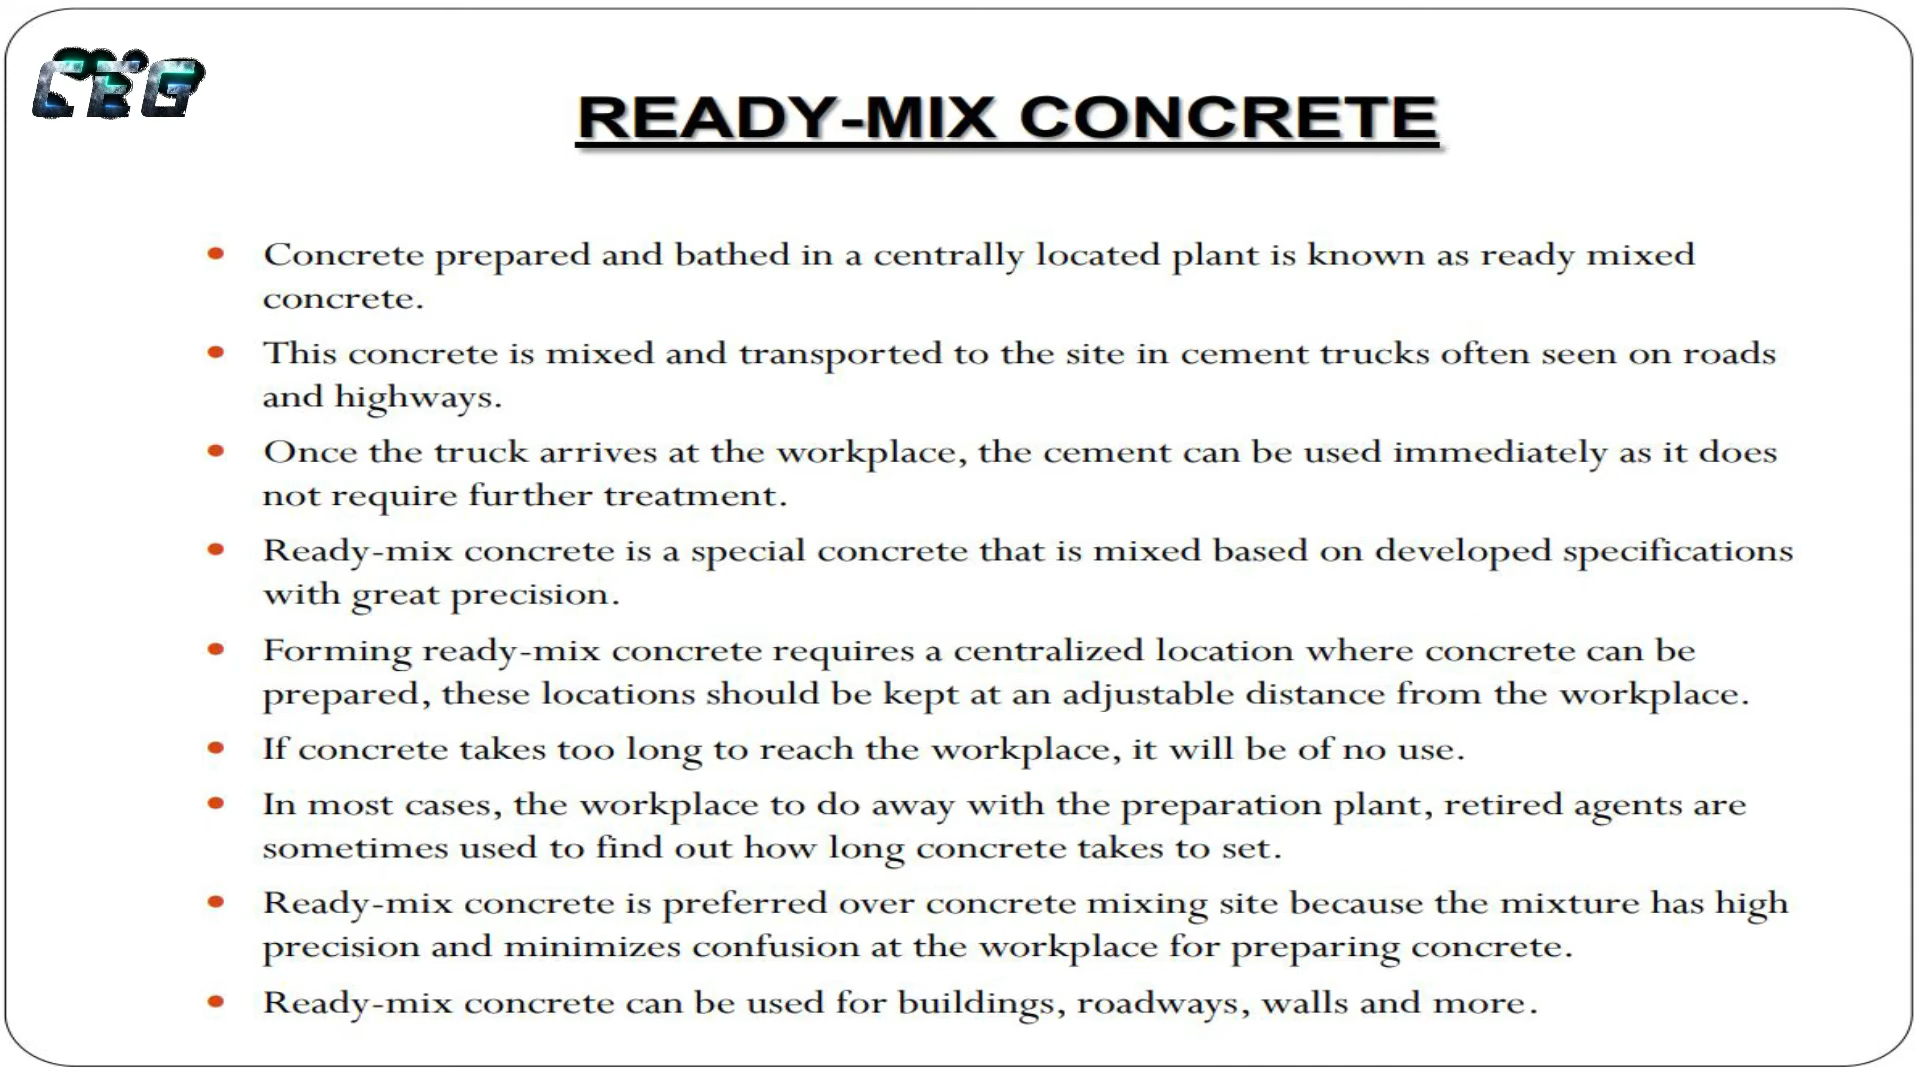 CEG
READY-MIX CONCRETE
• Concrete prepared and bathed in a centrally located plant is known as ready mixed
concrete.
• This concrete is mixed and transported to the site in cement trucks often seen on roads
and highways.
• Once the truck arrives at the workplace, the cement can be used immediately as it does
not require further treatment.
• Ready-mix concrete is a special concrete that is mixed based on developed specifications
with great precision.
• Forming ready-mix concrete requires a centralized location where concrete can be
prepared, these locations should be kept at an adjustable distance from the workplace.
• If concrete takes too long to reach the workplace, it will be of no use.
• In most cases, the workplace to do away with the preparation plant, retired agents are
sometimes used to find out how long concrete takes to set.
• Ready-mix concrete is preferred over concrete mixing site because the mixture has high
precision and minimizes confusion at the workplace for preparing concrete.
• Ready-mix concrete can be used for buildings, roadways, walls and more.